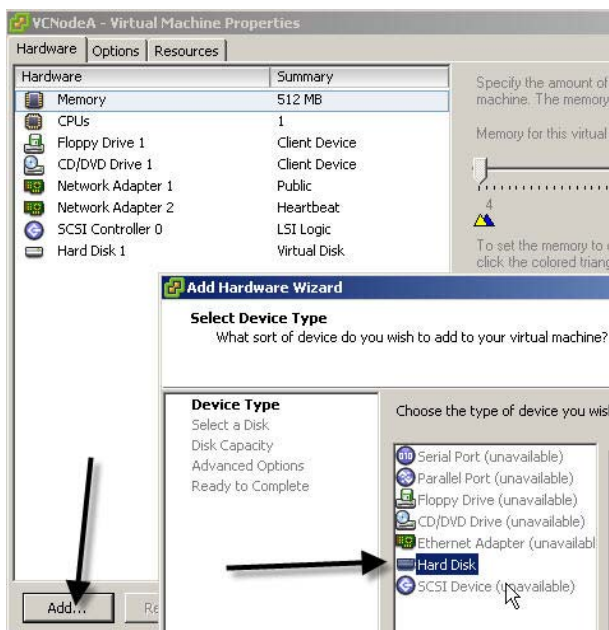 VCNodeA - Virtual Machine Properties
Hardware Options Resources
Hardware Summary
Memory 512 MB
CPUs 1
Floppy Drive 1 Client Device
CD/DVD Drive 1 Client Device
Network Adapter 1 Public
Network Adapter 2 Heartbeat
SCSI Controller 0 LSI Logic
Hard Disk 1 Virtual Disk
Specify the amount of
machine. The memory
Memory for this virtual
4
To set the memory to
click the colored
Add Hardware Wizard
Select Device Type
What sort of device do you wish to add to your virtual machine?
Device Type
Select a Disk
Disk Capacity
Advanced Options
Ready to Complete
Choose the type of device you
Serial Port (unavailable)
Parallel Port (unavailable)
Floppy Drive (unavailable)
CD/DVD Drive (unavailable)
Ethernet Adapter
Hard Disk
SCSI Device (unavailable)
Add...